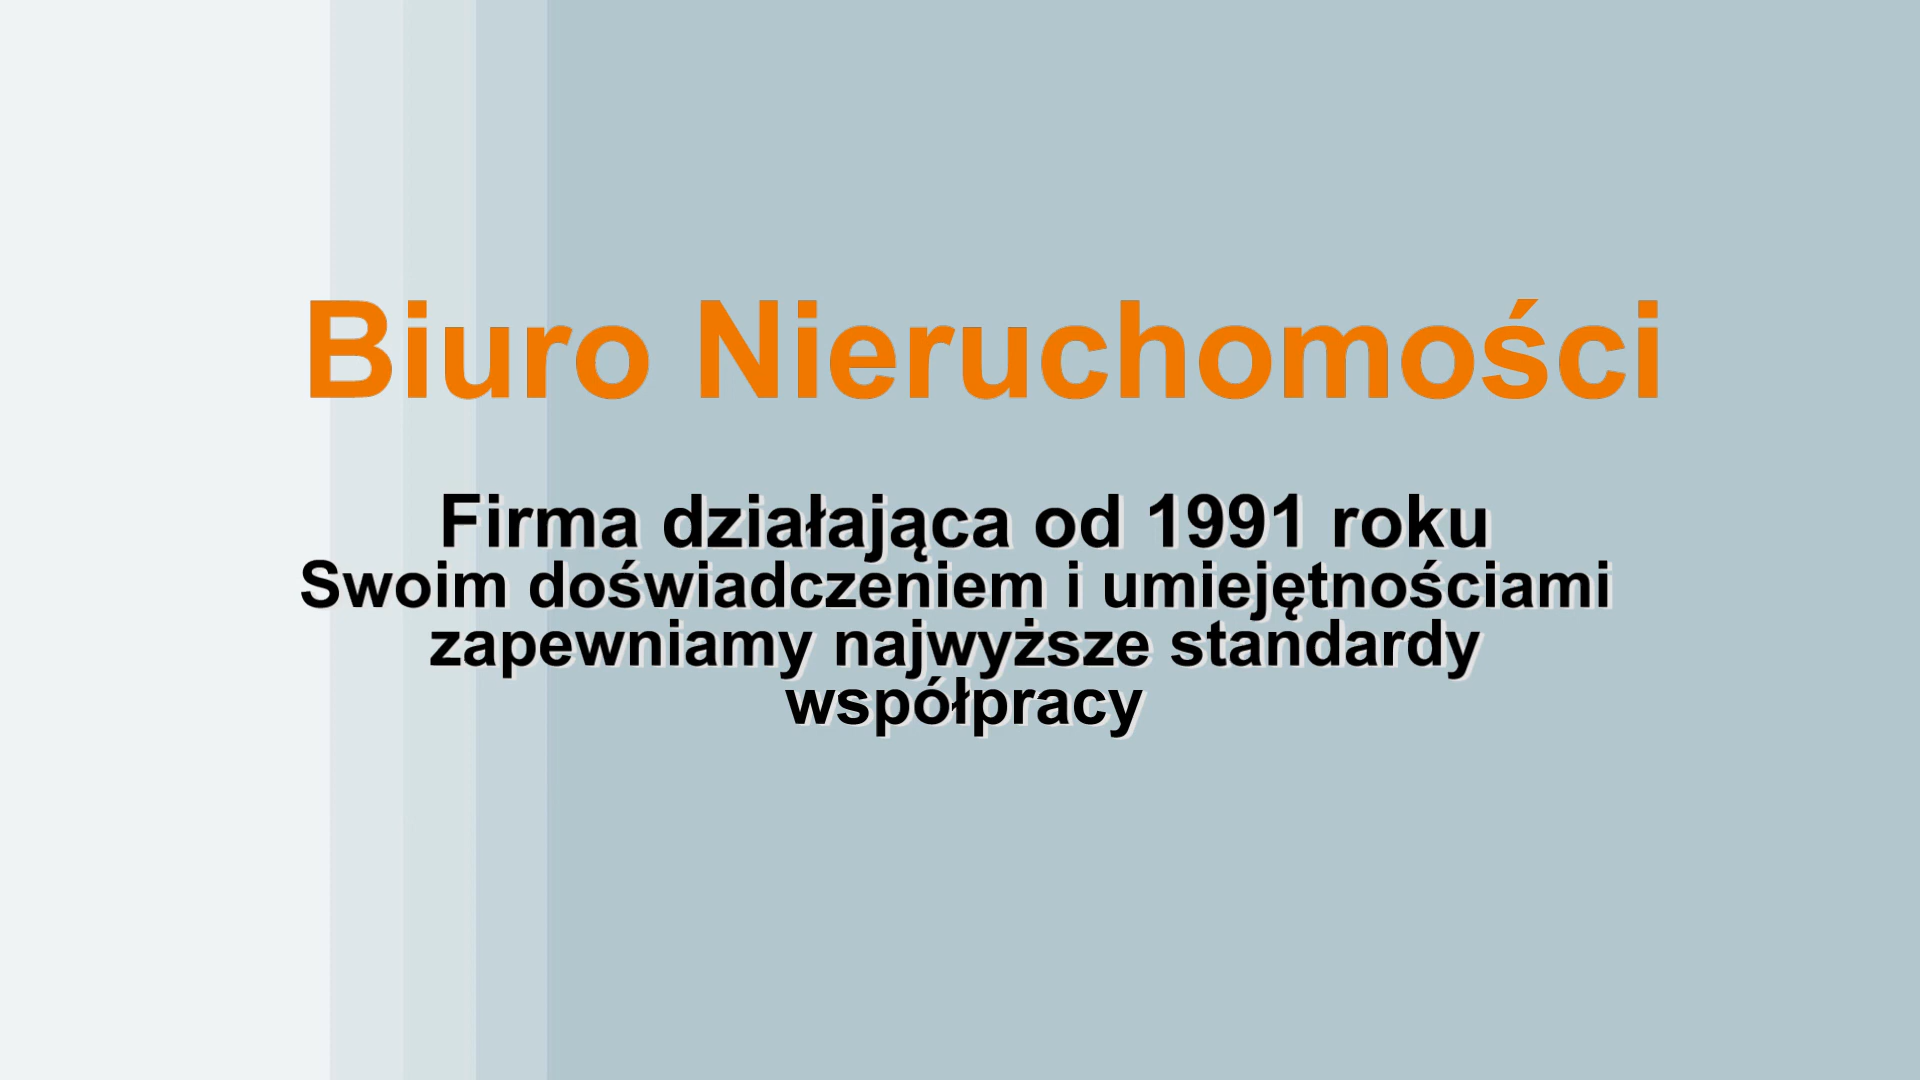 Biuro Nieruchomości
Firma działająca od 1991 roku
Swoim doświadczeniem i umiejętnościami
zapewniamy najwyższe standardy
współpracy